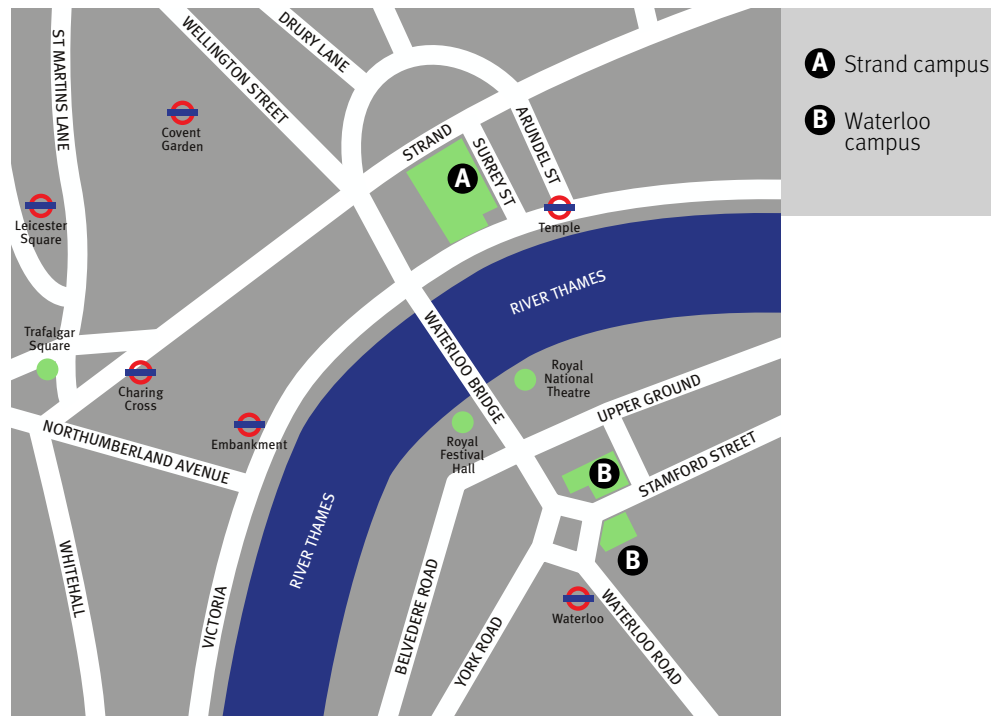 ST MARTINS LANE
WELLINGTON STREET
DRURY LANE
A Strand campus
B Waterloo
campus
Covent
Garden
STRAND
SURREY ST
ARUNDEL ST
A
Leicester
Square
Temple
RIVER THAMES
WATERLOO BRIDGE
Trafalgar
Square
Charing
Cross
Royal
National
Theatre
UPPER GROUND
NORTHUMBERLAND AVENUE
Embankment
Royal
Festival
Hall
B
STAMFORD STREET
RIVER THAMES
WHITEHALL
VICTORIA
BELVEDERE ROAD
YORK ROAD
B
Waterloo
WATERLOO ROAD